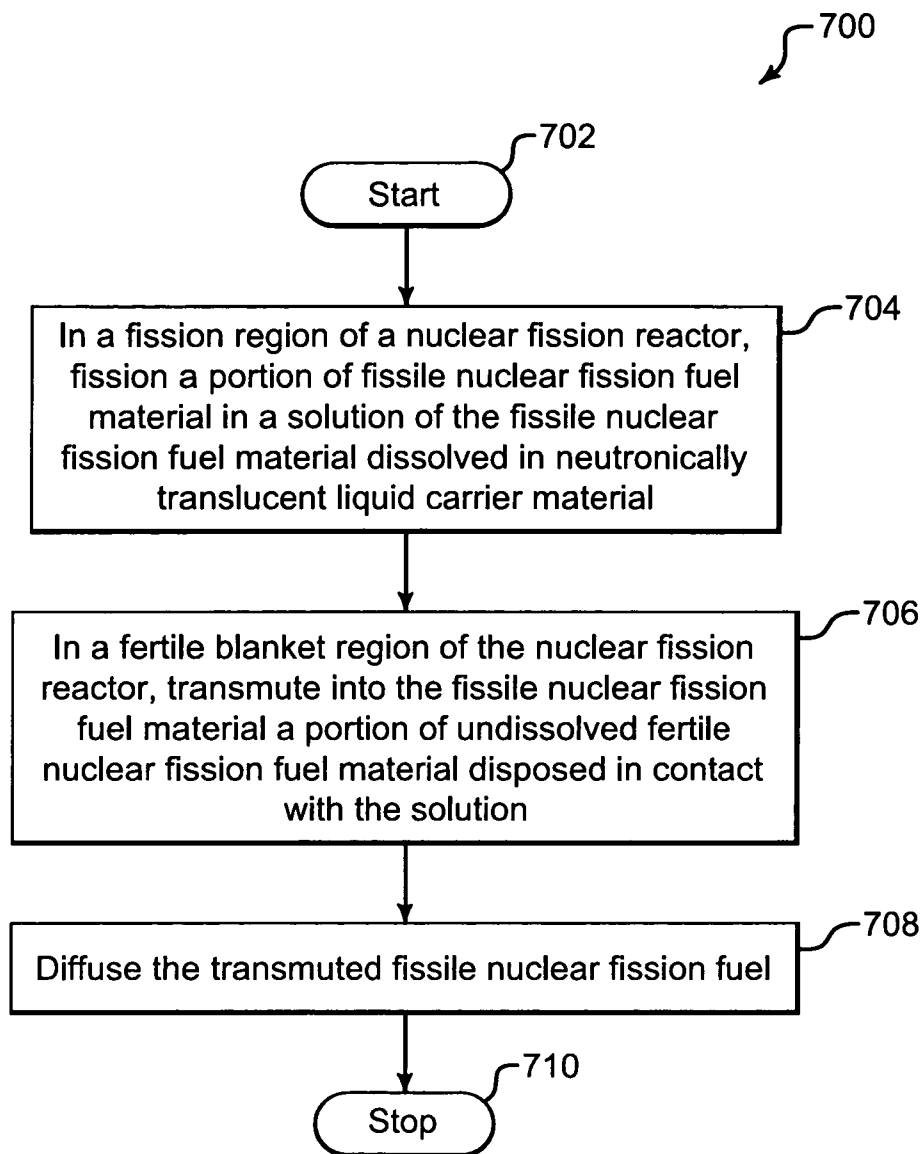 700
702
Start
704
In a fission region of a nuclear fission reactor,
fission a portion of fissile nuclear fission fuel
material in a solution of the fissile nuclear
fission fuel material dissolved in neutronically
translucent liquid carrier material
706
In a fertile blanket region of the nuclear fission
reactor, transmute into the fissile nuclear fission
fuel material a portion of undissolved fertile
nuclear fission fuel material disposed in contact
with the solution
708
Diffuse the transmuted fissile nuclear fission fuel
710
Stop